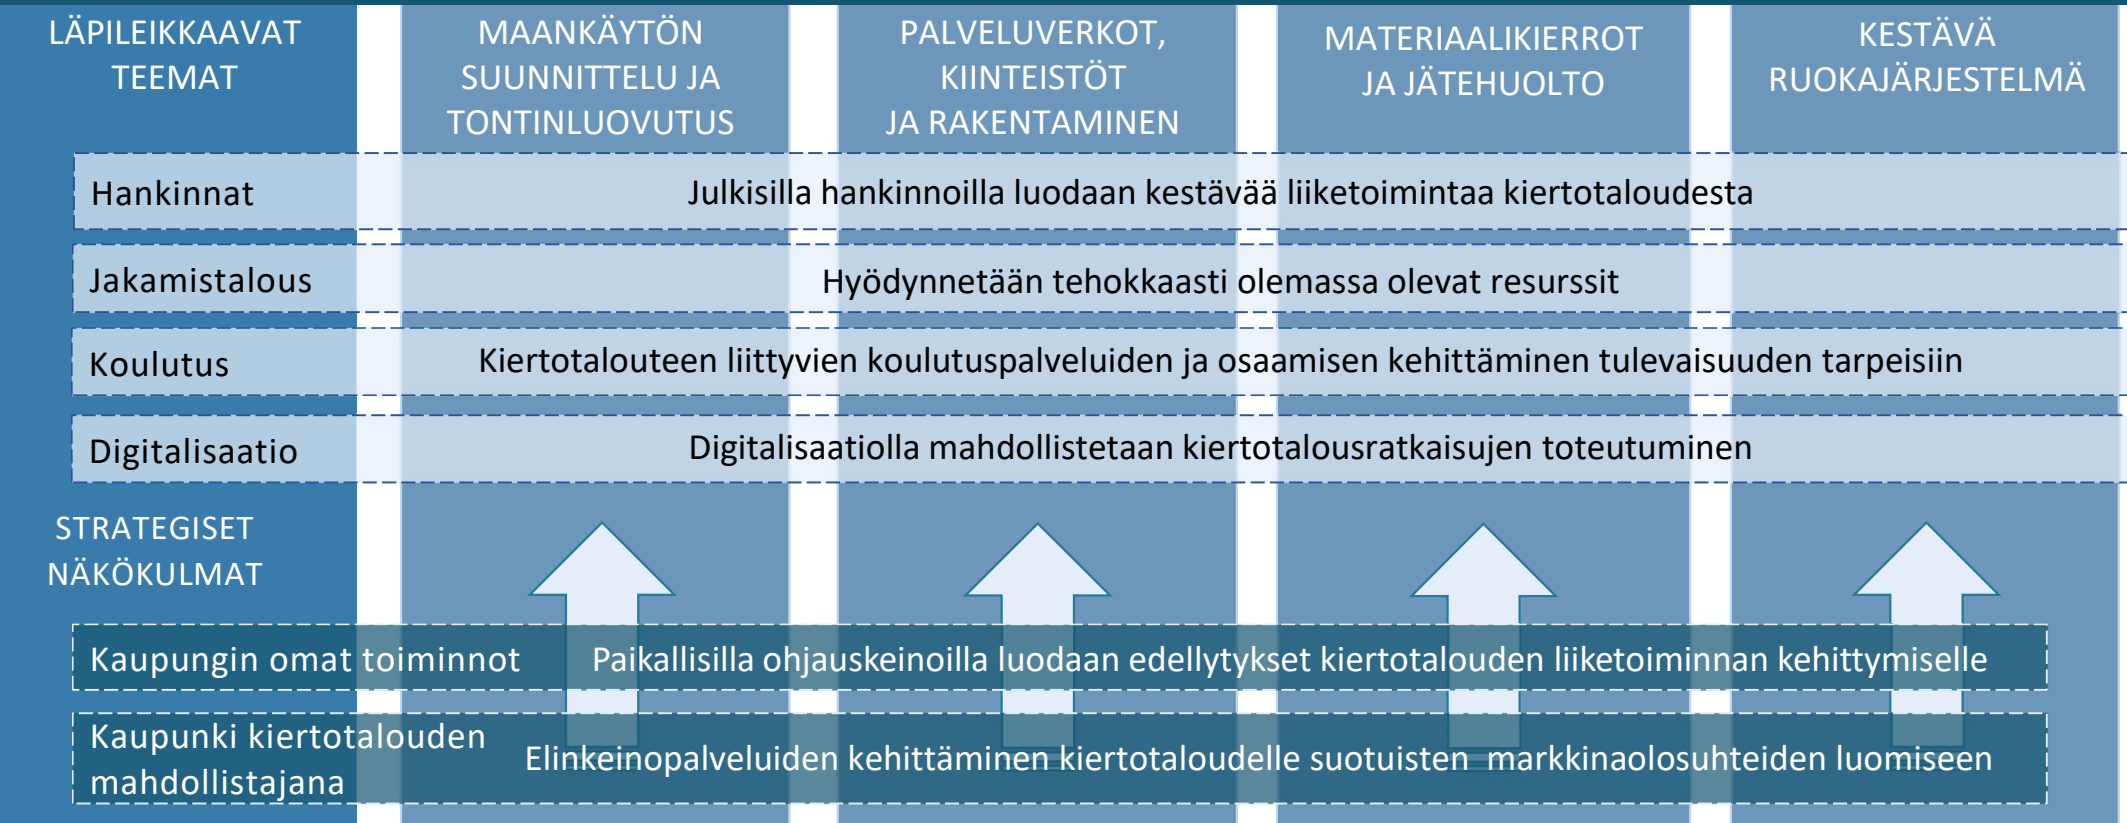 LÄPILEIKKAAVAT
TEEMAT
MAANKÄYTÖN
SUUNNITTELU JA
TONTINLUOVUTUS
PALVELUVERKOT,
KIINTEISTÖT
JA RAKENTAMINEN
MATERIAALIKIERROT
JA JÄTEHUOLTO
KESTÄVÄ
RUOKAJÄRJESTELMÄ
Hankinnat
Julkisilla hankinnoilla luodaan kestävää liiketoimintaa kiertotaloudesta
Jakamistalous
Hyödynnetään tehokkaasti olemassa olevat resurssit
Koulutus
Kiertotalouteen liittyvien koulutuspalveluiden ja osaamisen kehittäminen tulevaisuuden tarpeisiin
Digitalisaatio
Digitalisaatiolla mahdollistetaan kiertotalousratkaisujen toteutuminen
STRATEGISET
NÄKÖKULMAT
Kaupungin omat toiminnot
Paikallisilla ohjauskeinoilla luodaan edellytykset kiertotalouden liiketoiminnan kehittymiselle
Kaupunki kiertotalouden
mahdollistajana
Elinkeinopalveluiden kehittäminen kiertotaloudelle suotuisten markkinaolosuhteiden luomiseen